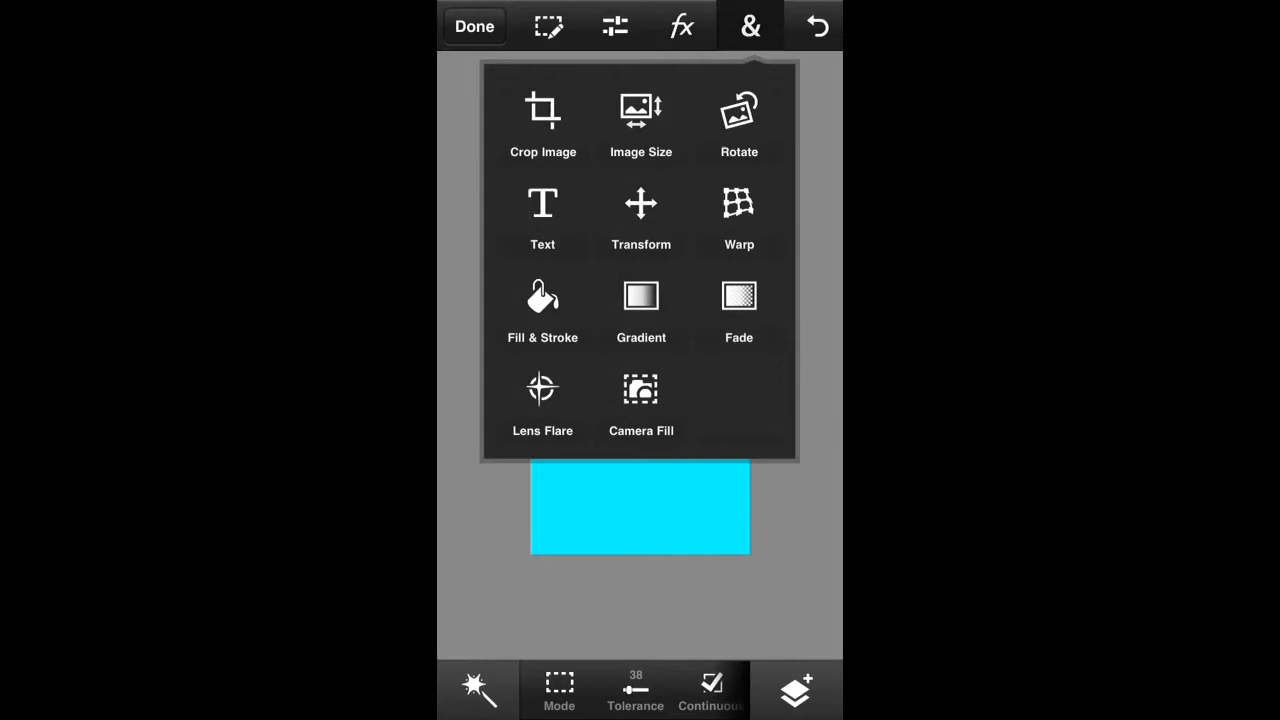 Done fx &
Crop Image Image Size Rotate
T
Text Transform Warp
Fill & Stroke Gradient Fade
Lens Flare Camera Fill
38
Mode Tolerance Continuous